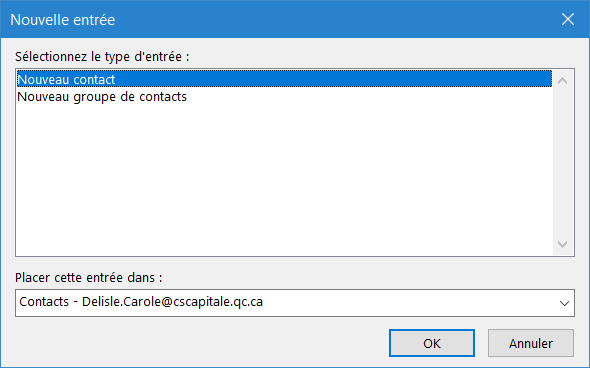 Nouvelle entrée
Sélectionnez le type d'entrée :
Nouveau contact
Nouveau groupe de contacts
Placer cette entrée dans :
Contacts - Delisle.Carole@cscapitale.qc.ca
OK
Annuler